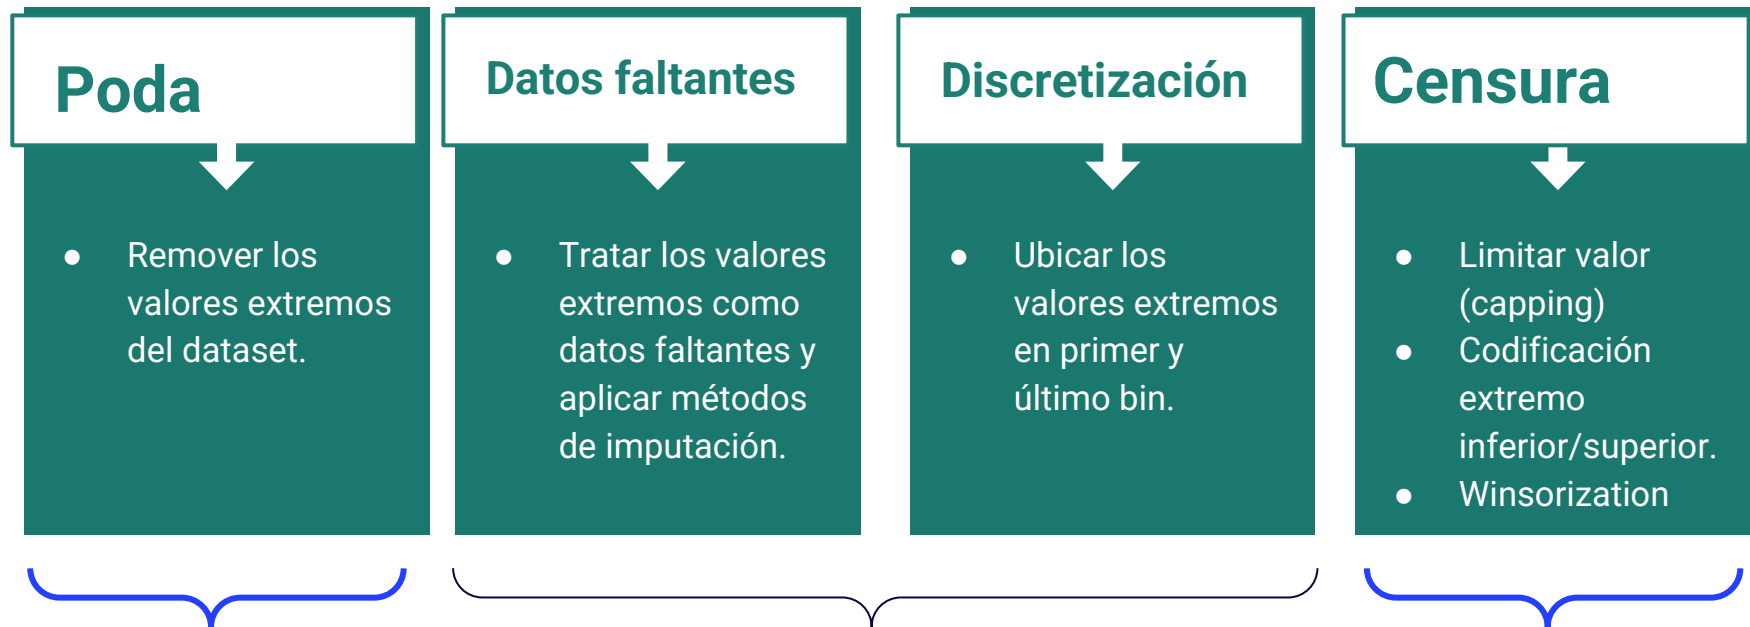 Poda
● Remover los
valores extremos
del dataset.
Datos faltantes
● Tratar los valores
extremos como
datos faltantes y
aplicar métodos
de imputación.
Discretización
● Ubicar los
valores extremos
en primer y
último bin.
Censura
● Limitar valor
(capping)
● Codificación
extremo
inferior/superior.
● Winsorization